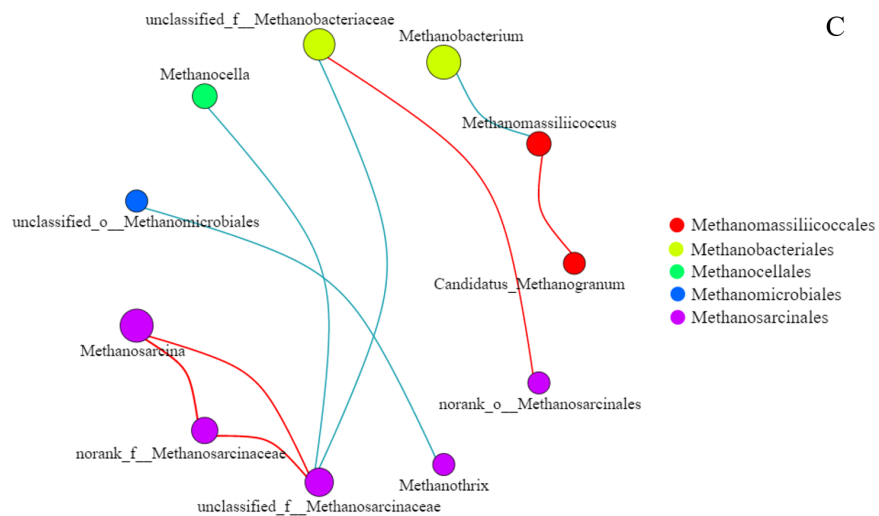 unclassified_f__Methanobacteriaceae
C
Methanobacterium
Methanocella
Methanomassiliicoccus
unclassified_o__Methanomicrobiales
Methanomassiliicoccales
Methanobacteriales
Methanocellales
Candidatus_Methanogranum
Methanomicrobiales
Methanosarcinales
Methanosarcina
norank_o__Methanosarcinales
norank_f__Methanosarcinaceae
Methanothrix
unclassified_f__Methanosarcinaceae